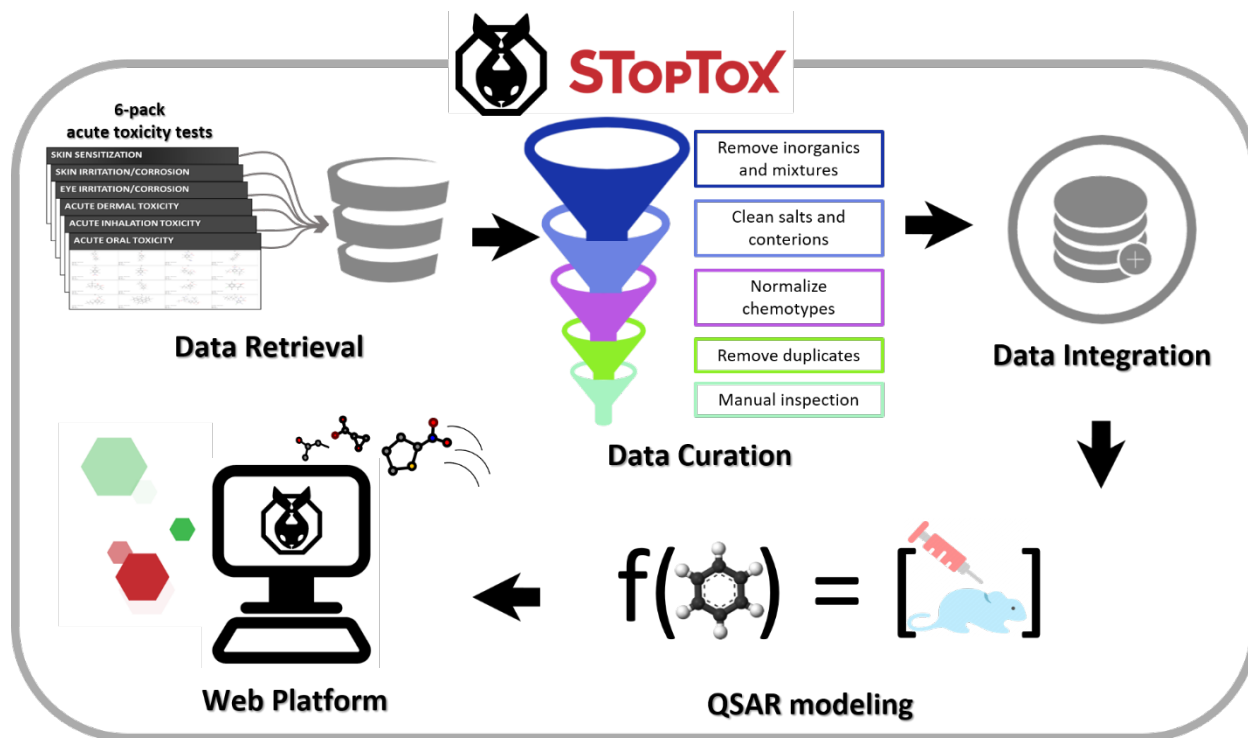 STOPTOX
6-pack
acute toxicity tests
SKIN SENSITIZATION
SKIN IRRITATION/CORROSION
EYE IRRITATION/CORROSION
ACUTE DERMAL TOXICITY
ACUTE INHALATION TOXICITY
ACUTE ORAL TOXICITY
Data Retrieval
Remove inorganics
and mixtures
Clean salts and
conterions
Normalize
chemotypes
Remove duplicates
Manual inspection
Data Curation
Data Integration
f( ) = [ ]
QSAR modeling
Web Platform